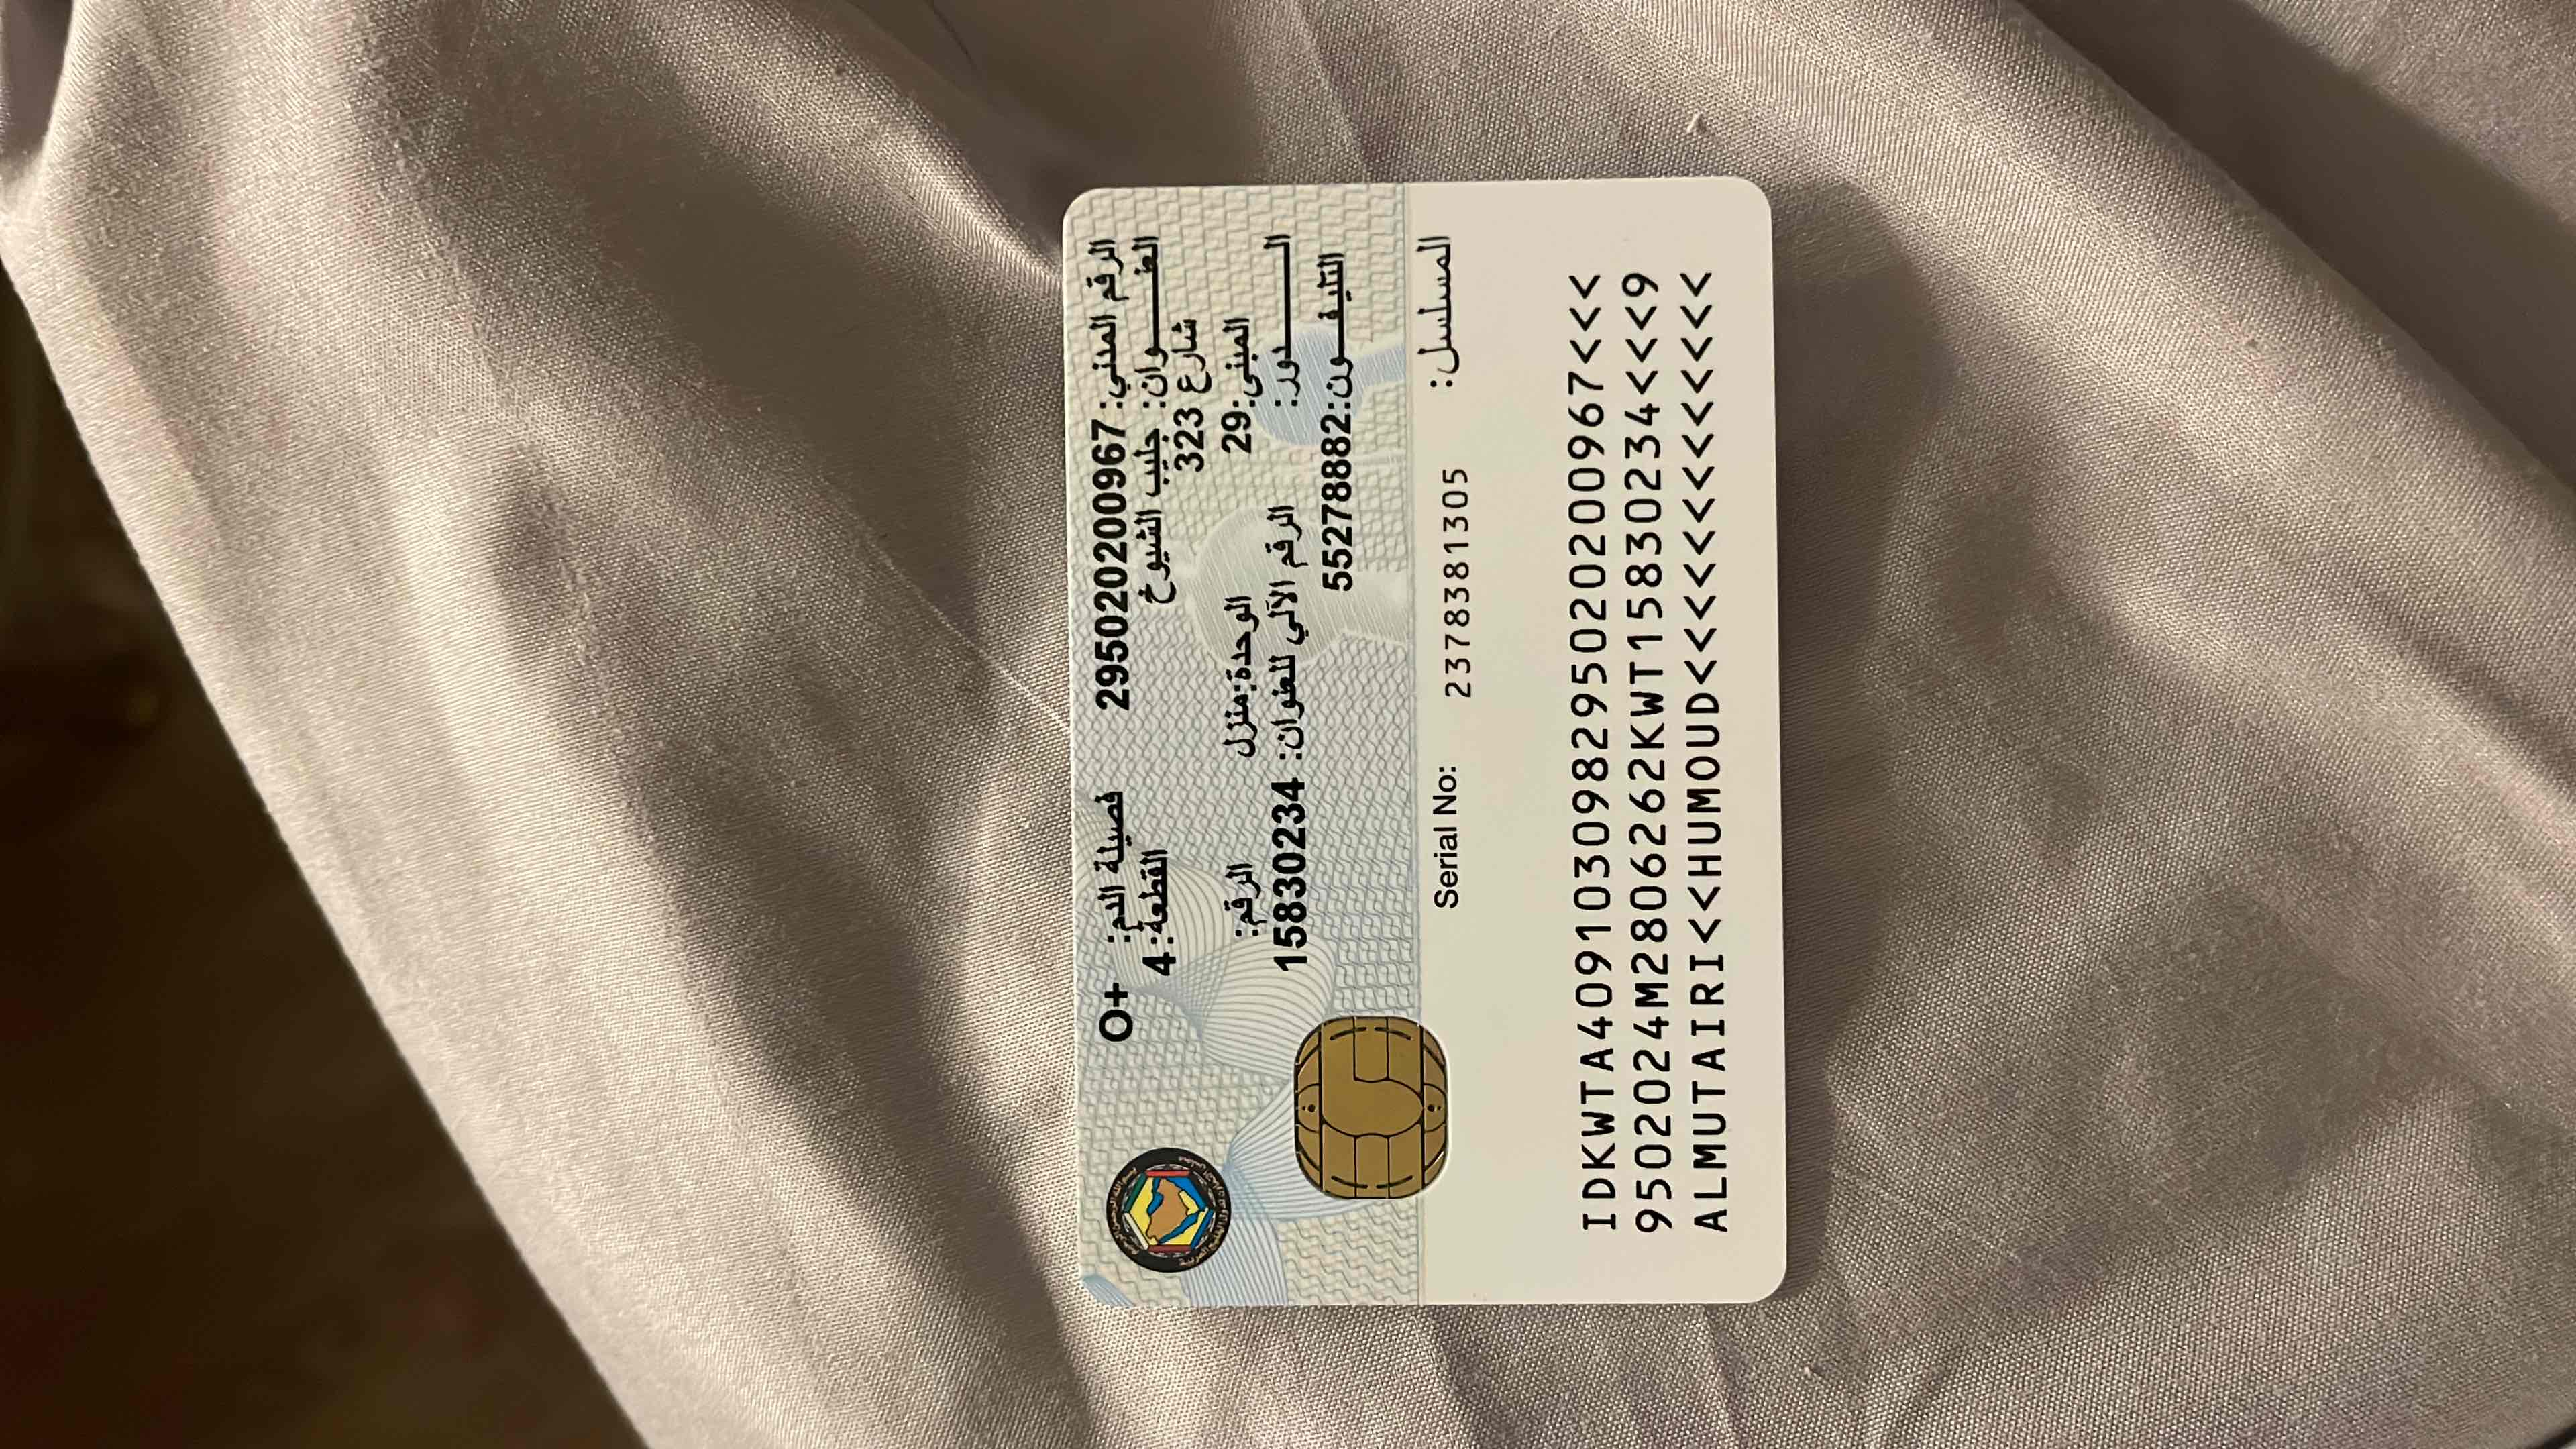 الرقم المدني: 295020200967 فصيلة الدم: O+
العنوان: جليب الشيوخ القطعة: 4
شارع 323
المبنى: 29 الوحدة: منزل الرقم:
الدور: الرقم الآلي للعنوان: 15830234
التليفون: 55278882
Serial No: 2378381305 المسلسل:
IDKWTA409103098295020200967<<<
9502024M2806262KWT15830234<<<9
ALMUTAIRI<<HUMOUD<<<<<<<<<<<<<